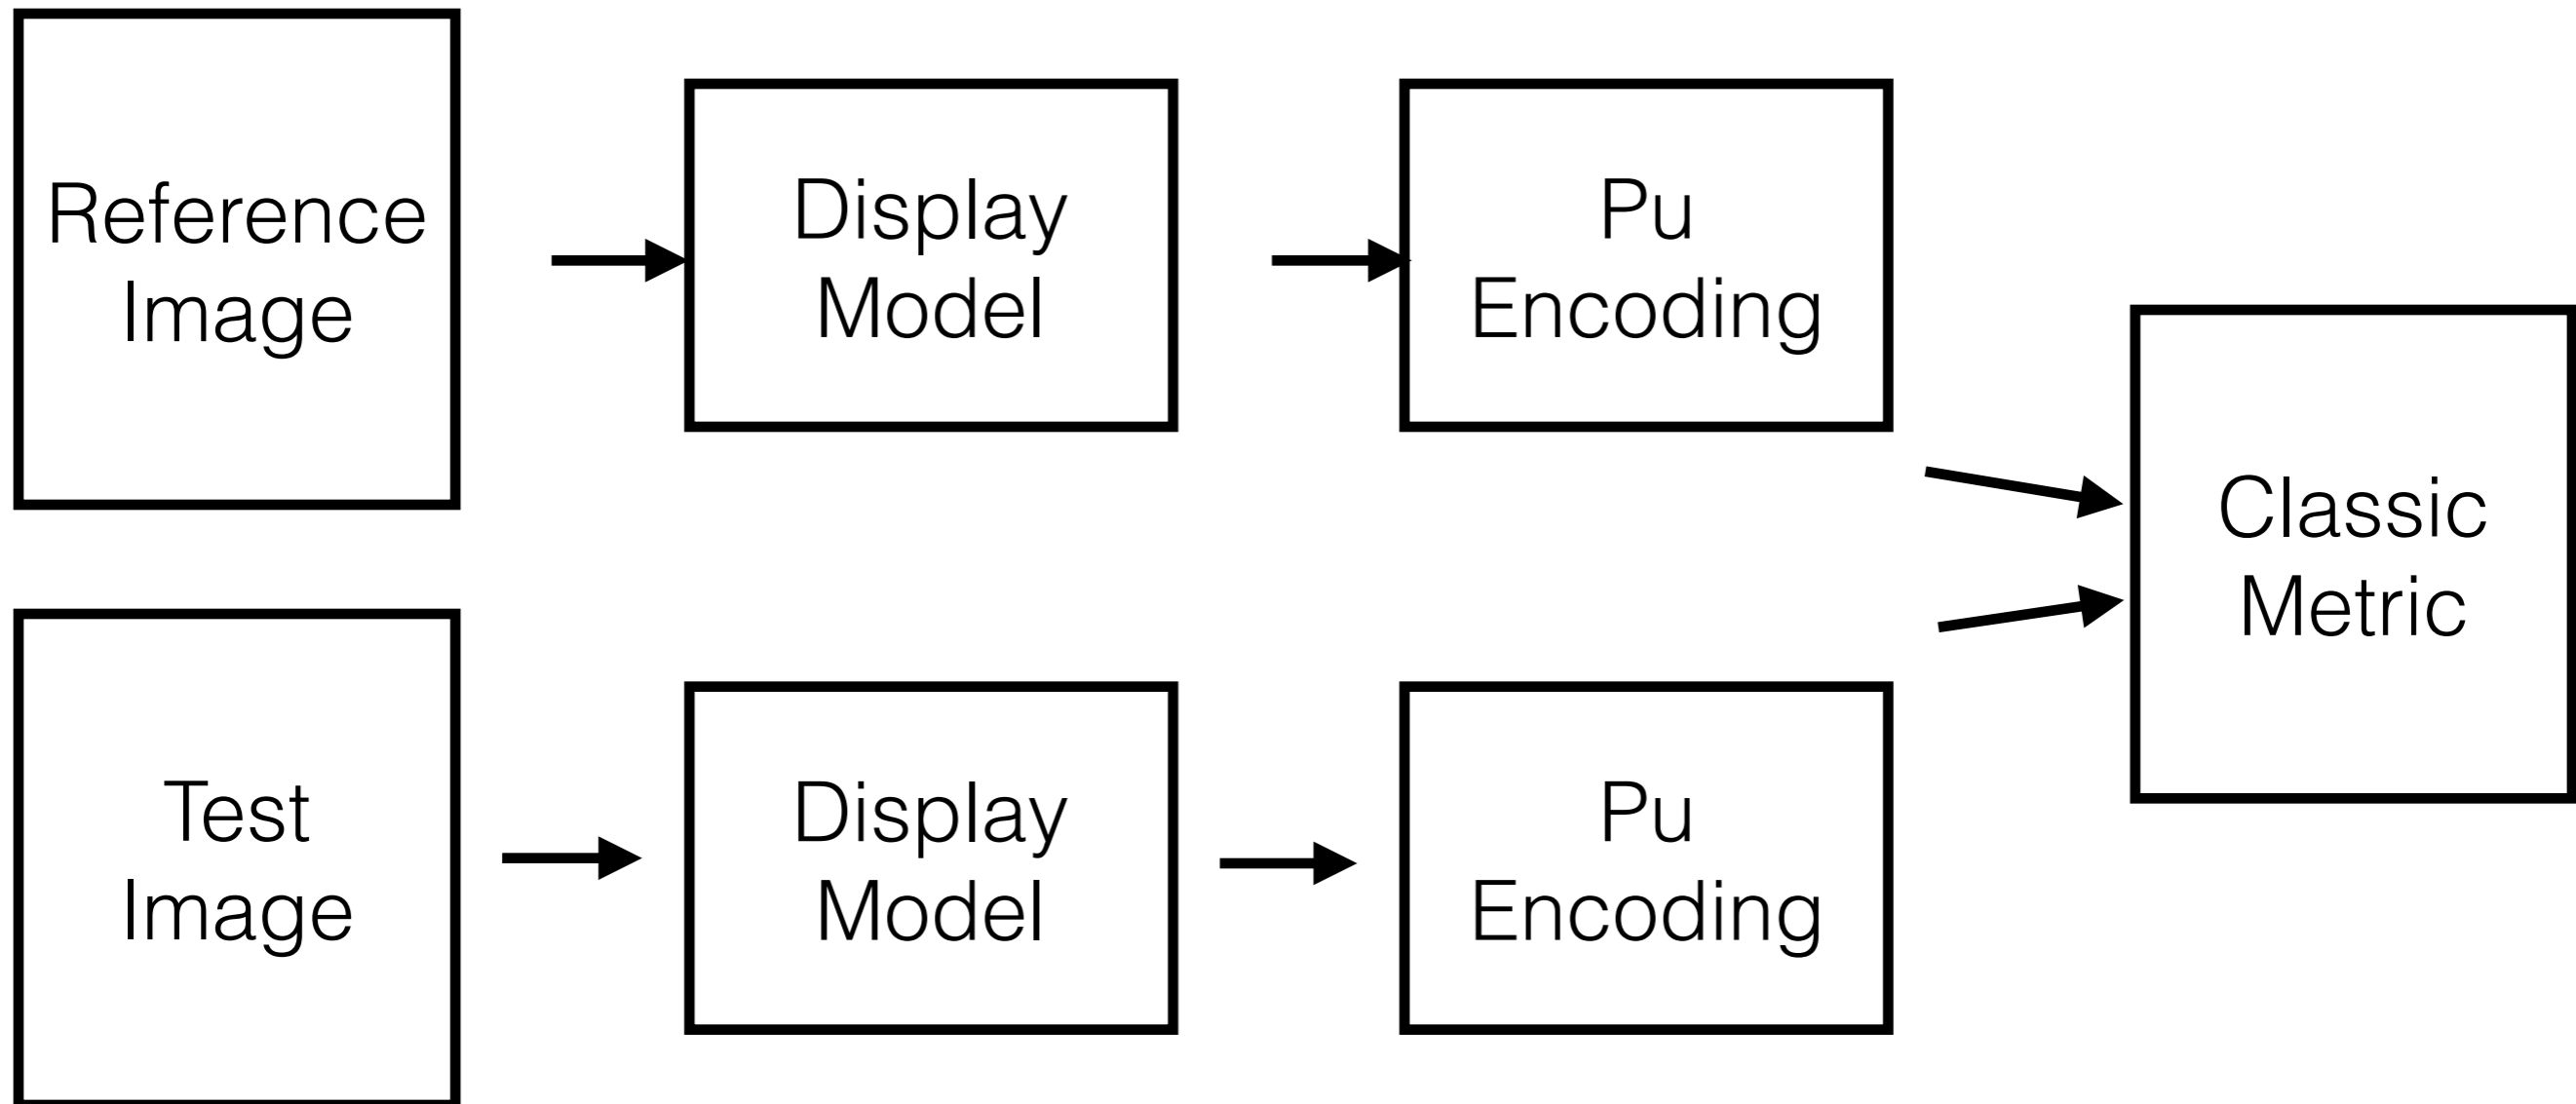 Reference
Image
Display
Model
Pu
Encoding
Classic
Metric
Test
Image
Display
Model
Pu
Encoding